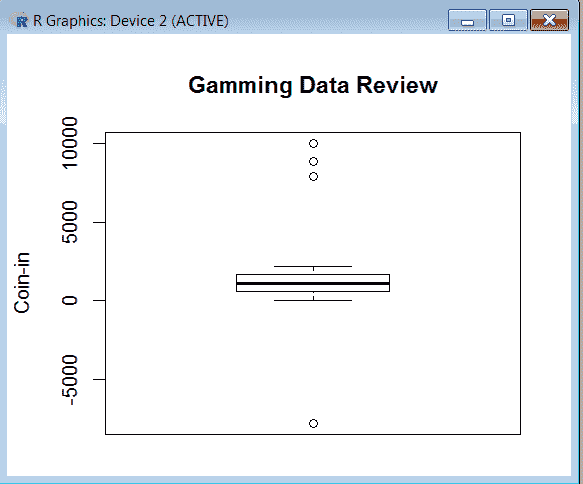 R Graphics: Device 2 (ACTIVE)
Gamming Data Review
Coin-in
10000
5000
0
-5000